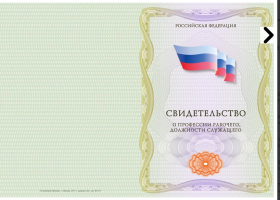 РОССИЙСКАЯ ФЕДЕРАЦИЯ
СВИДЕТЕЛЬСТВО
О ПРОФЕССИИ РАБОЧЕГО,
ДОЛЖНОСТИ СЛУЖАЩЕГО